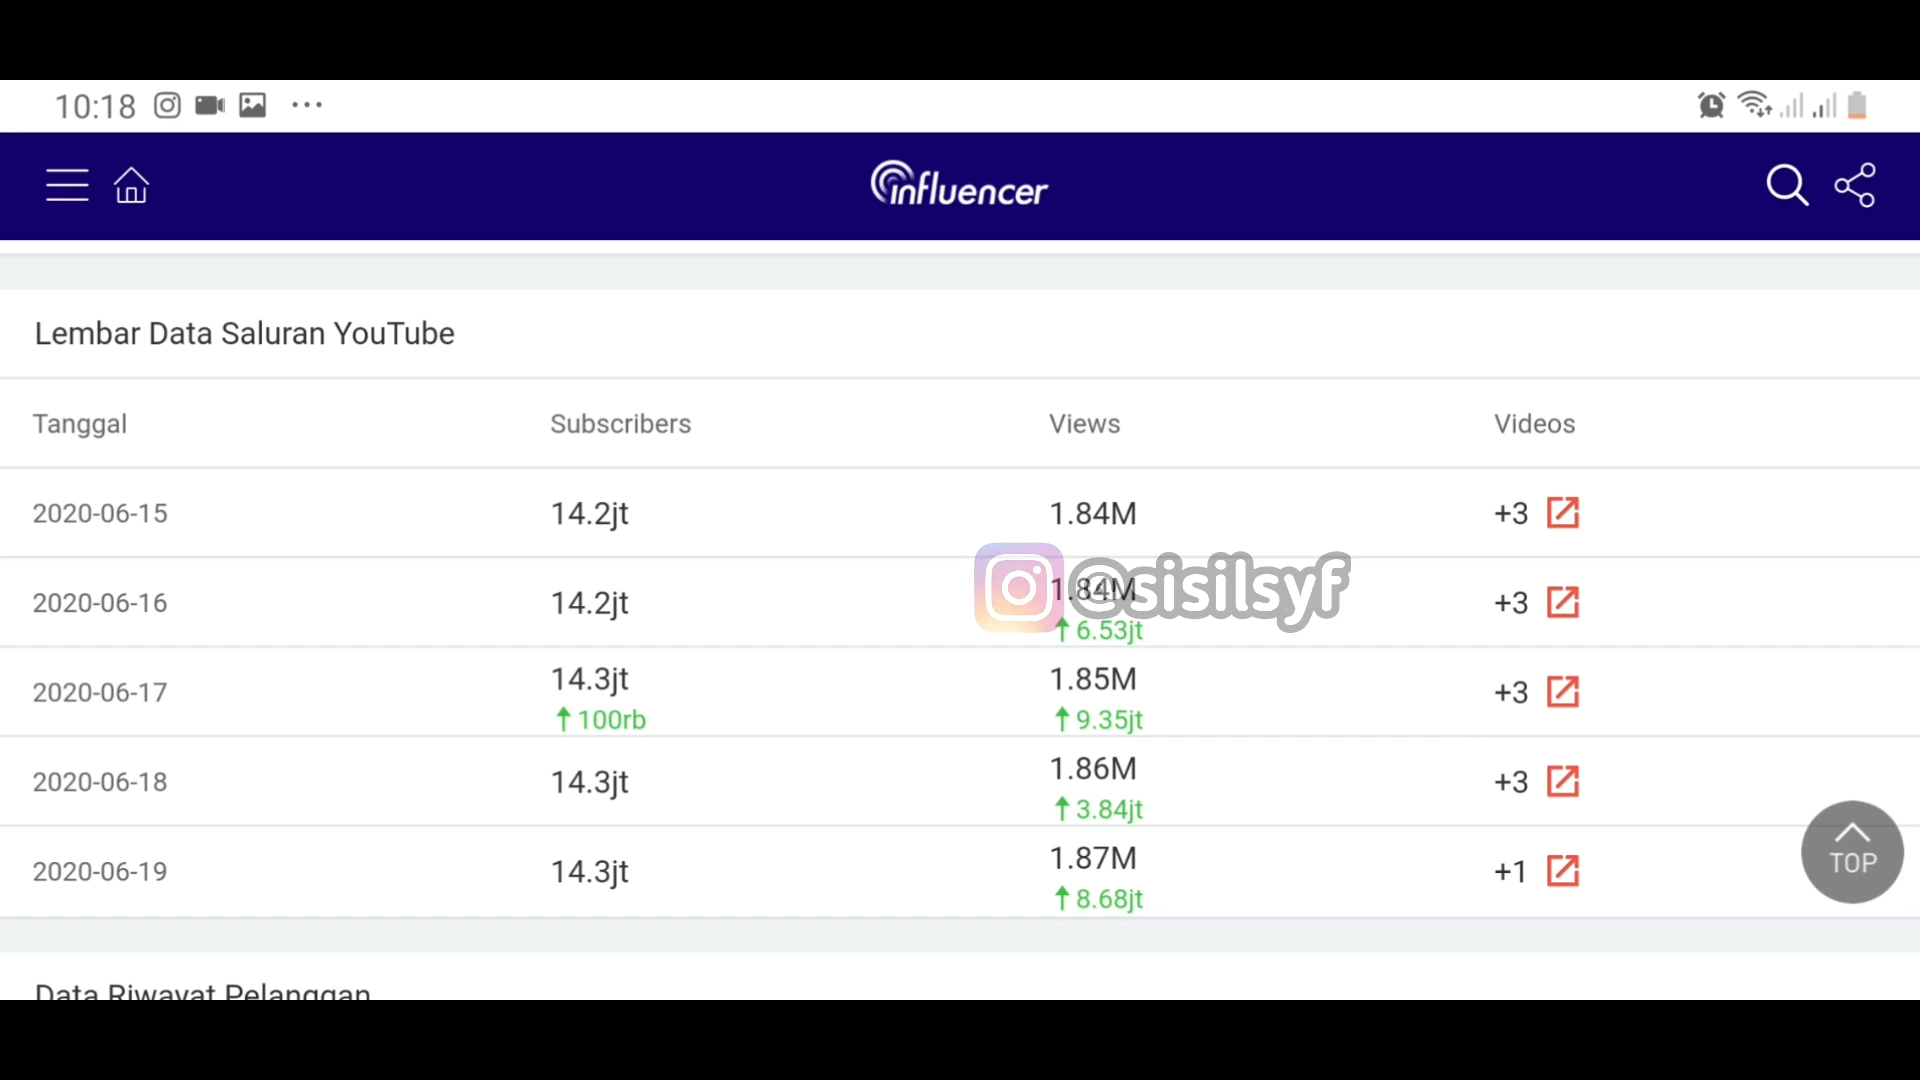 10:18
influencer
Lembar Data Saluran YouTube
Tanggal Subscribers Views Videos
2020-06-15 14.2jt 1.84M +3
2020-06-16 14.2jt 1.84M +3
6.53jt
@sisilsyf
2020-06-17 14.3jt 1.85M +3
100rb 9.35jt
2020-06-18 14.3jt 1.86M +3
3.84jt
2020-06-19 14.3jt 1.87M +1
8.68jt
TOP
Data Riwayat Pelanggan